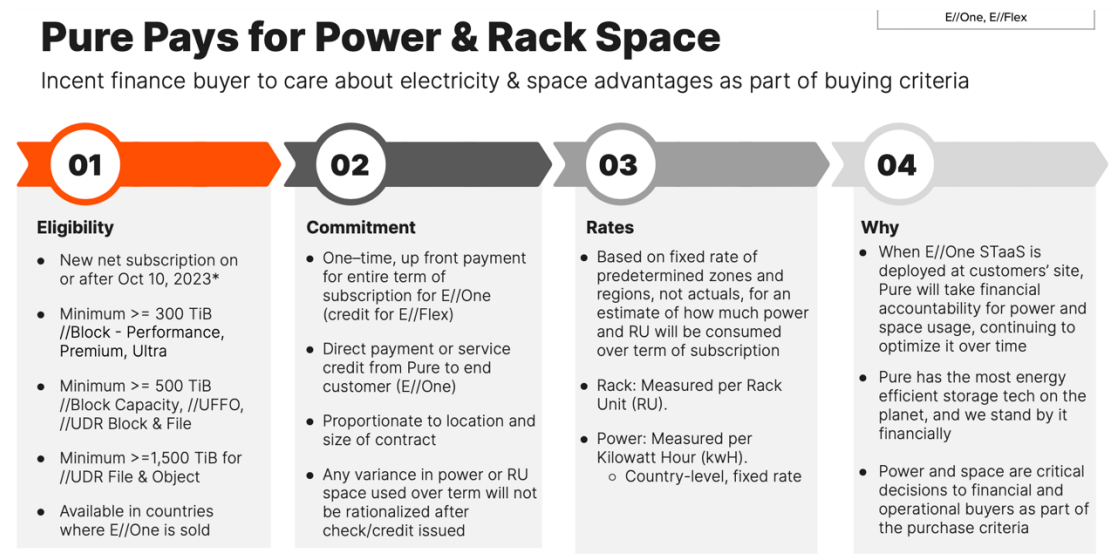 E//One, E//Flex
Pure Pays for Power & Rack Space
Incent finance buyer to care about electricity & space advantages as part of buying criteria
01
Eligibility
● New net subscription on
or after Oct 10, 2023*
● Minimum >= 300 TiB
//Block - Performance,
Premium, Ultra
● Minimum >= 500 TiB
//Block Capacity, //UFFO,
//UDR Block & File
● Minimum >=1,500 TiB for
//UDR File & Object
● Available in countries
where E//One is sold
02
Commitment
● One–time, up front payment
for entire term of
subscription for E//One
(credit for E//Flex)
● Direct payment or service
credit from Pure to end
customer (E//One)
● Proportionate to location and
size of contract
● Any variance in power or RU
space used over term will not
be rationalized after
check/credit issued
03
Rates
● Based on fixed rate of
predetermined zones and
regions, not actuals, for an
estimate of how much power
and RU will be consumed
over term of subscription
● Rack: Measured per Rack
Unit (RU).
● Power: Measured per
Kilowatt Hour (kwH).
○ Country-level, fixed rate
04
Why
● When E//One STaaS is
deployed at customers’ site,
Pure will take financial
accountability for power and
space usage, continuing to
optimize it over time
● Pure has the most energy
efficient storage tech on the
planet, and we stand by it
financially
● Power and space are critical
decisions to financial and
operational buyers as part of
the purchase criteria